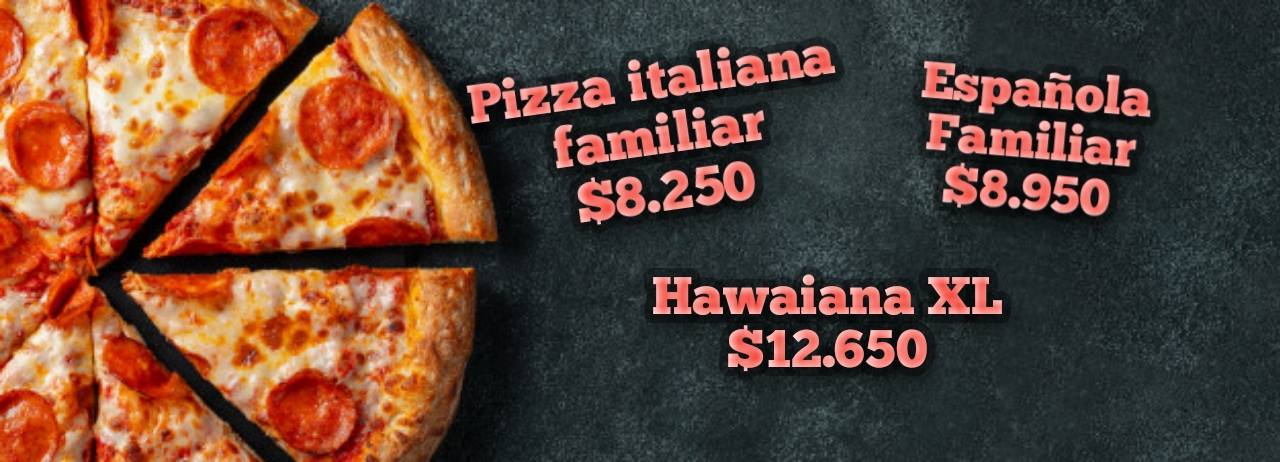 Pizza italiana
familiar
$8.250
Española
Familiar
$8.950
Hawaiana XL
$12.650